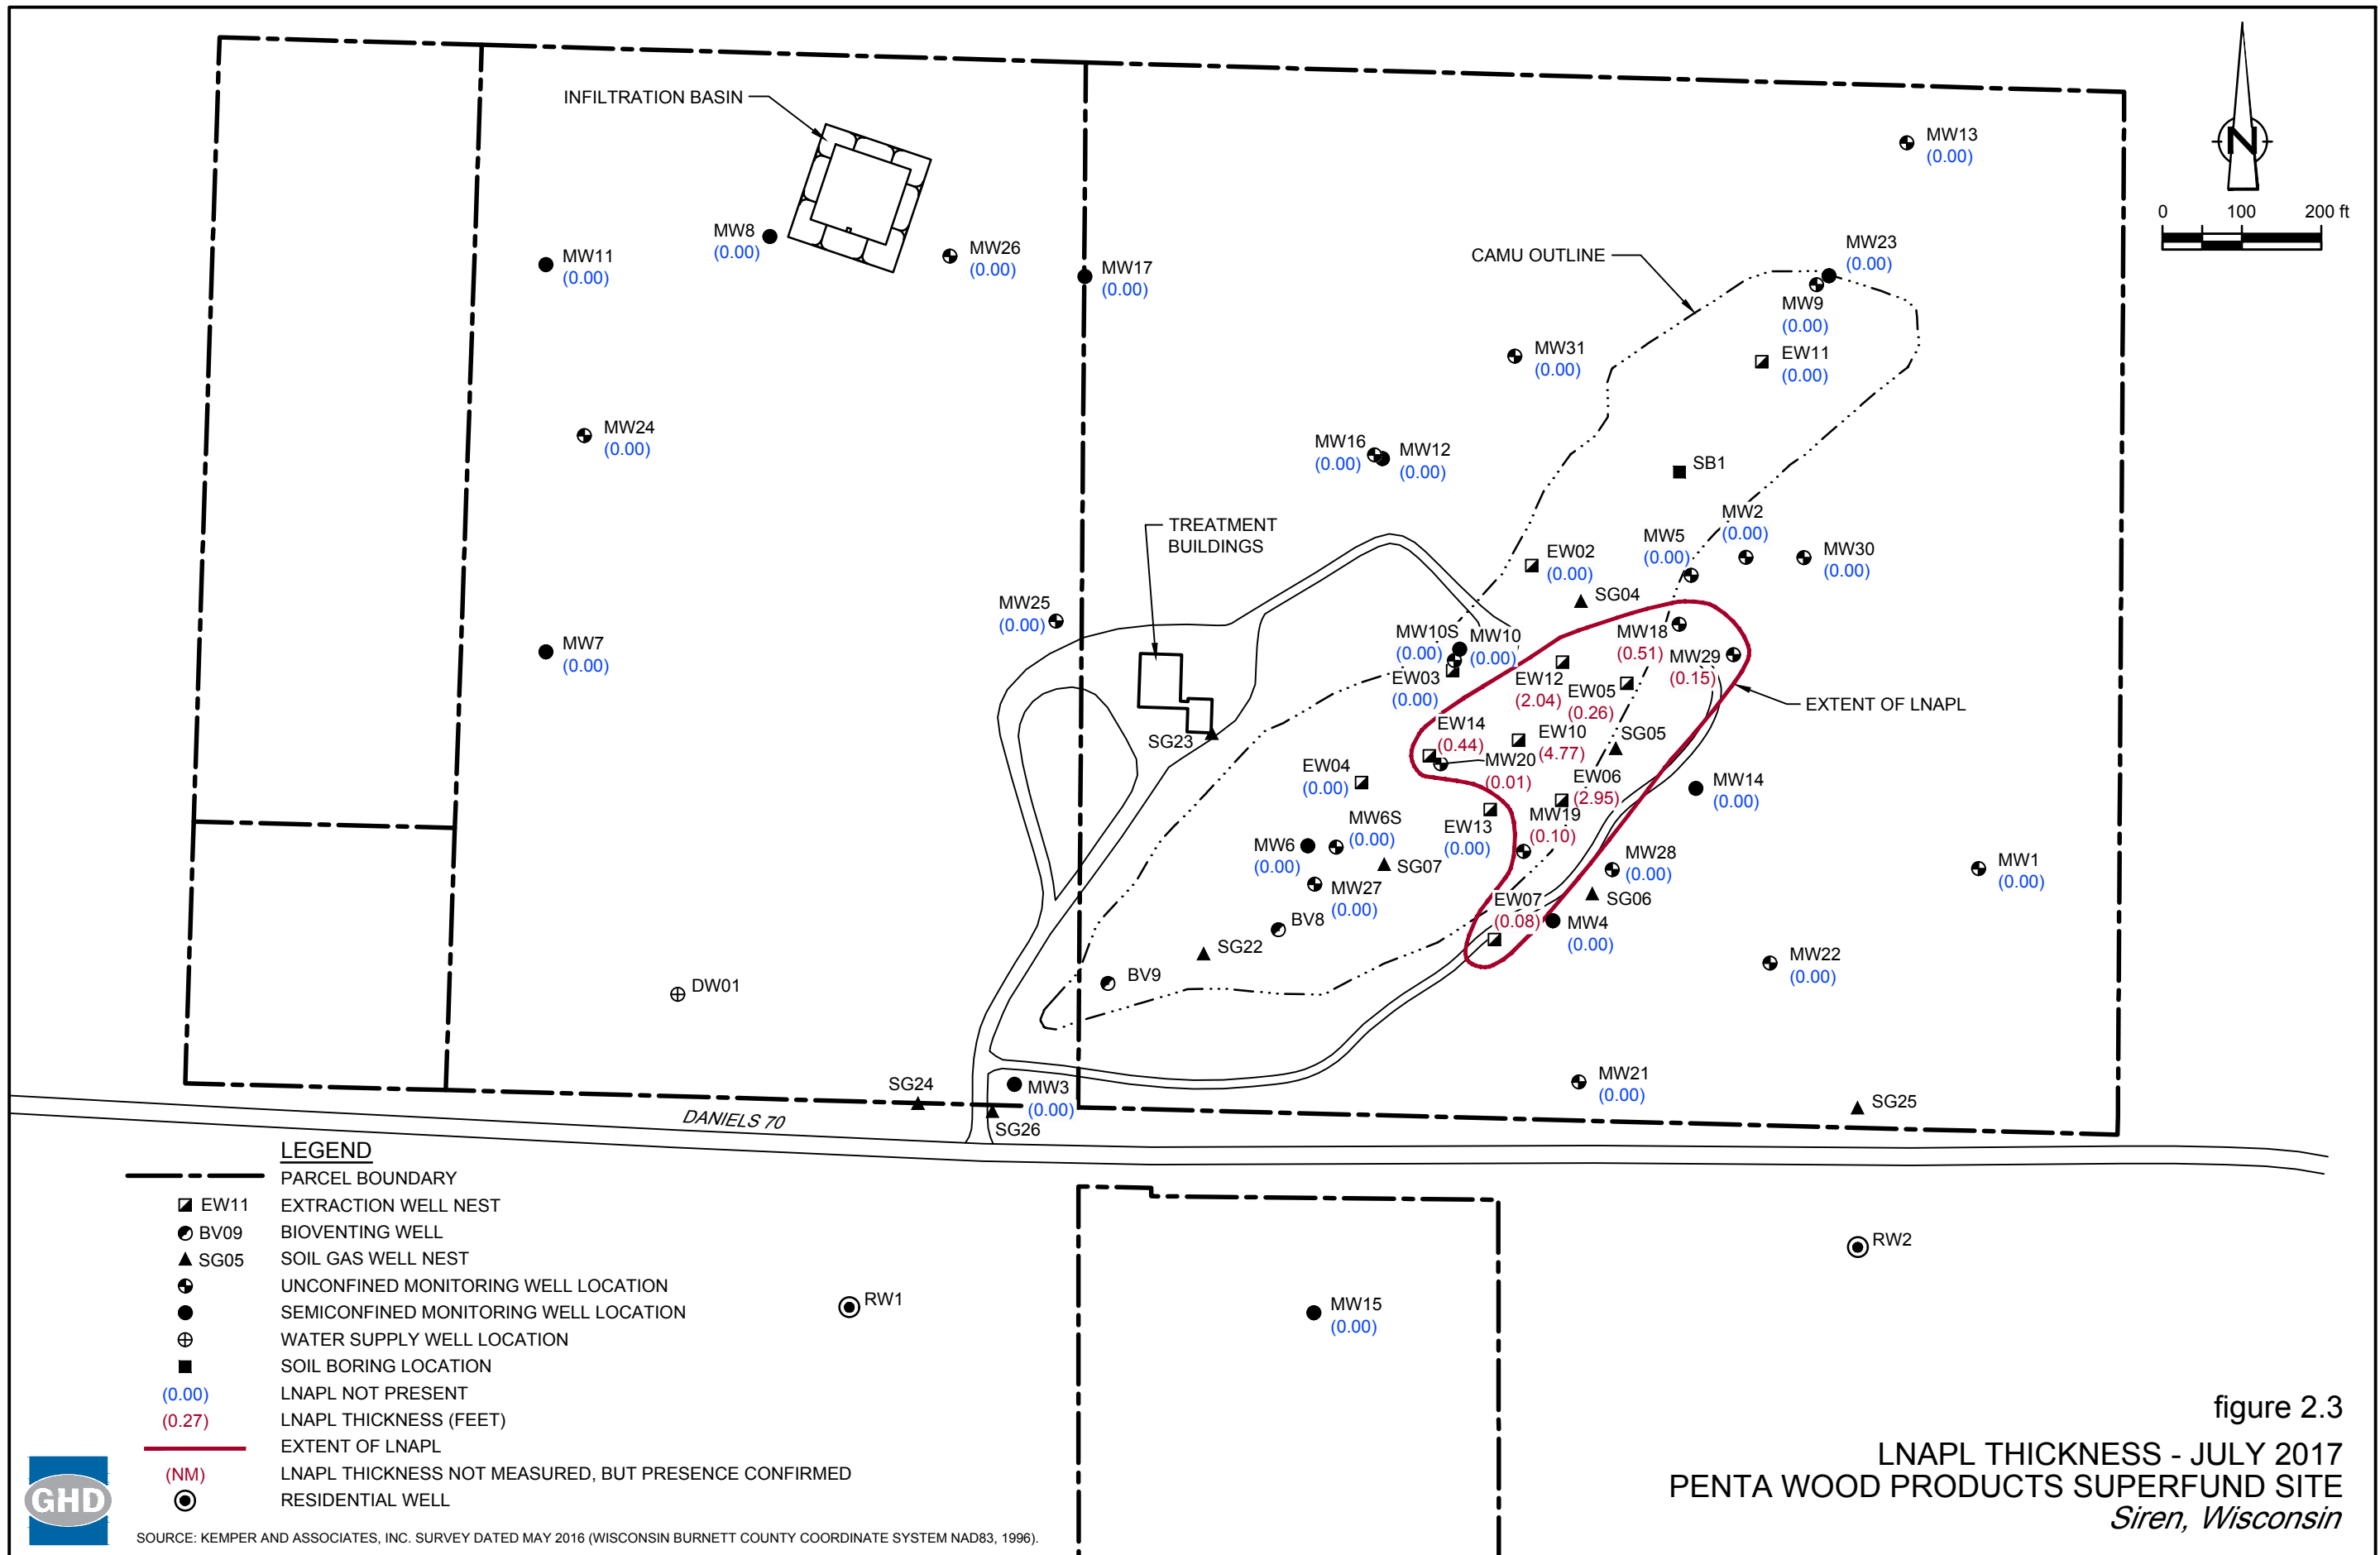 INFILTRATION BASIN
MW13
(0.00)
N
0 100 200 ft
MW8
(0.00)
MW11
(0.00)
MW26
(0.00)
MW17
(0.00)
CAMU OUTLINE
MW23
(0.00)
MW9
(0.00)
EW11
(0.00)
MW31
(0.00)
MW24
(0.00)
MW16
(0.00)
MW12
(0.00)
SB1
TREATMENT
BUILDINGS
MW2
(0.00)
MW5
(0.00)
MW30
(0.00)
EW02
(0.00)
SG04
MW25
(0.00)
MW7
(0.00)
MW10S
(0.00)
MW10
(0.00)
EW03
(0.00)
MW18
(0.51)
MW29
(0.15)
EW12
(2.04)
EW05
(0.26)
EXTENT OF LNAPL
EW14
(0.44)
EW10
(4.77)
SG05
SG23
MW20
(0.01)
EW04
(0.00)
EW06
(2.95)
MW14
(0.00)
MW6S
(0.00)
EW13
(0.00)
MW19
(0.10)
MW6
(0.00)
SG07
MW28
(0.00)
MW1
(0.00)
MW27
(0.00)
EW07
(0.08)
SG06
BV8
MW4
(0.00)
SG22
MW22
(0.00)
BV9
DW01
SG24
MW3
(0.00)
MW21
(0.00)
SG25
SG26
DANIELS 70
LEGEND
PARCEL BOUNDARY
EW11 EXTRACTION WELL NEST
BV09 BIOVENTING WELL
SG05 SOIL GAS WELL NEST
UNCONFINED MONITORING WELL LOCATION
SEMICONFINED MONITORING WELL LOCATION
WATER SUPPLY WELL LOCATION
SOIL BORING LOCATION
(0.00) LNAPL NOT PRESENT
(0.27) LNAPL THICKNESS (FEET)
EXTENT OF LNAPL
(NM) LNAPL THICKNESS NOT MEASURED, BUT PRESENCE CONFIRMED
RESIDENTIAL WELL
RW2
RW1
MW15
(0.00)
GHD
SOURCE: KEMPER AND ASSOCIATES, INC. SURVEY DATED MAY 2016 (WISCONSIN BURNETT COUNTY COORDINATE SYSTEM NAD83, 1996).
figure 2.3
LNAPL THICKNESS - JULY 2017
PENTA WOOD PRODUCTS SUPERFUND SITE
Siren, Wisconsin